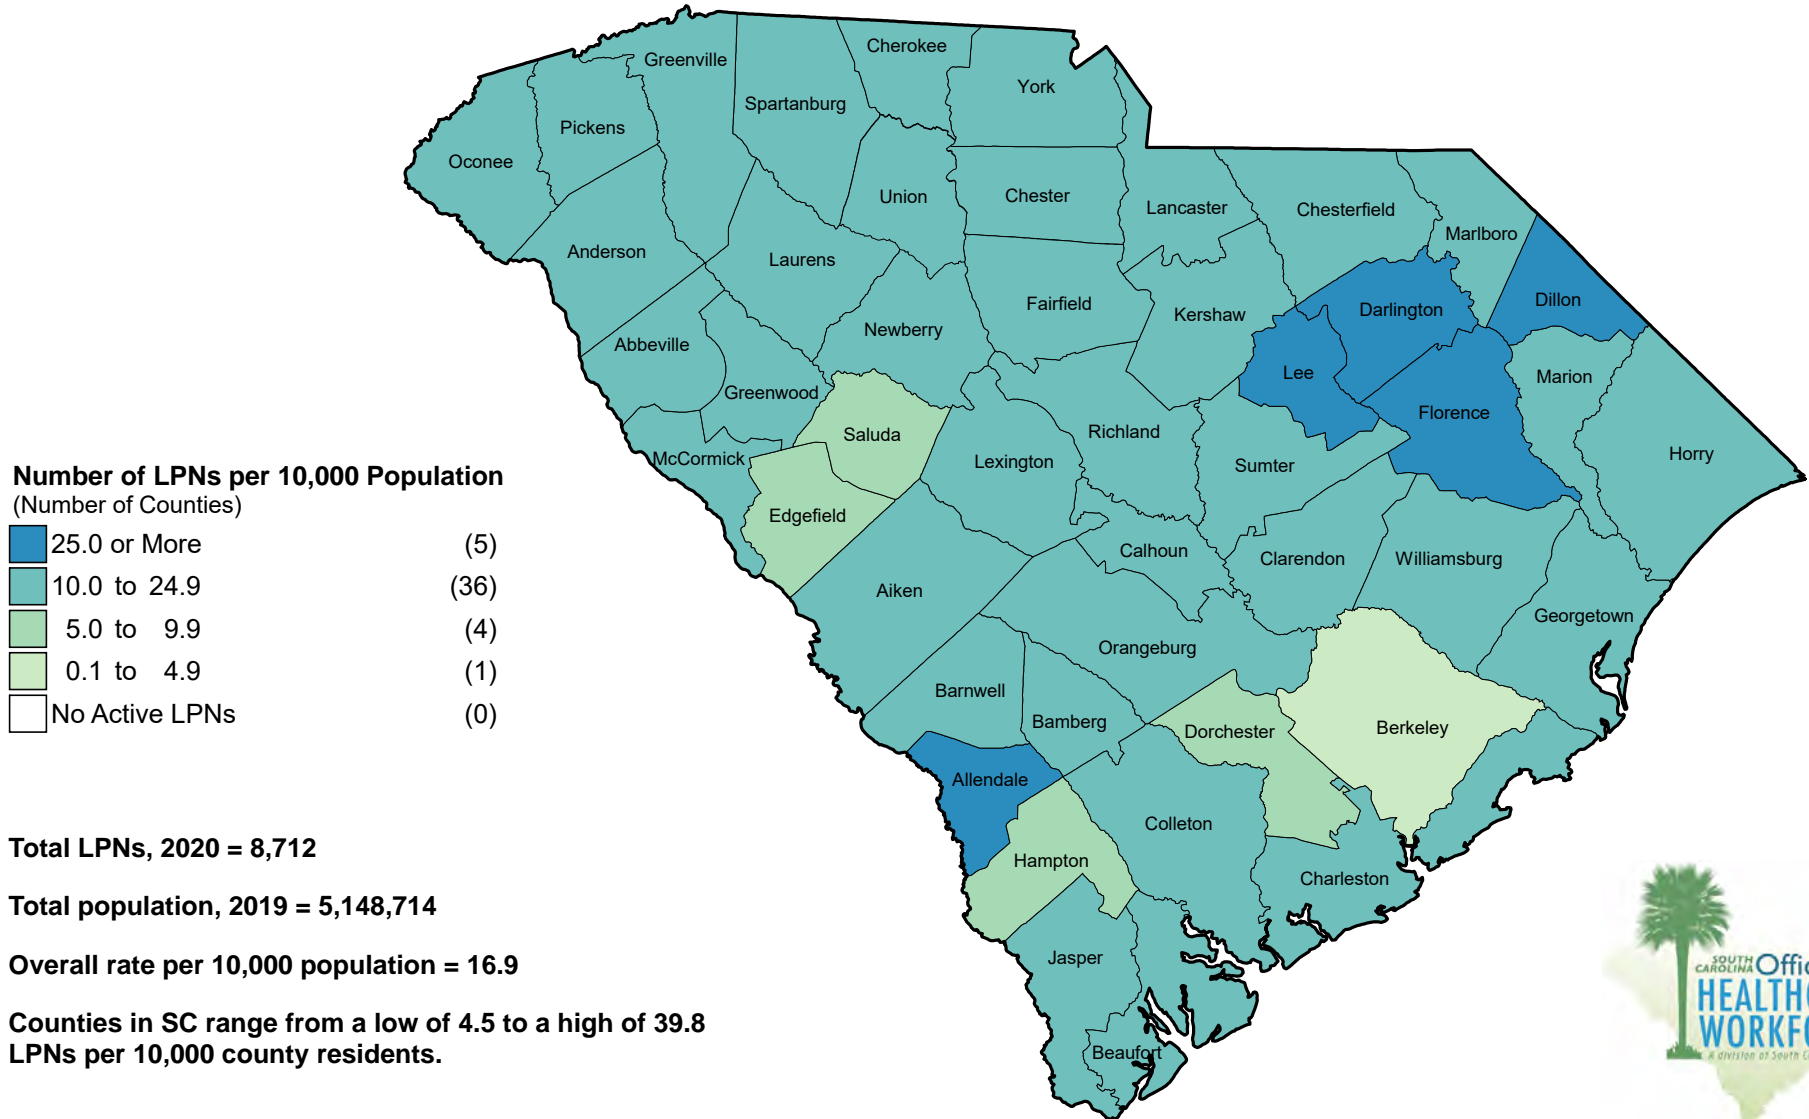 Cherokee
Greenville
York
Spartanburg
Pickens
Oconee
Union
Chester
Lancaster
Chesterfield
Marlboro
Anderson
Laurens
Fairfield
Dillon
Darlington
Kershaw
Newberry
Abbeville
Lee
Marion
Greenwood
Florence
Saluda
Richland
Horry
McCormick
Lexington
Sumter
Edgefield
Calhoun
Clarendon
Williamsburg
Aiken
Georgetown
Orangeburg
Barnwell
Bamberg
Dorchester
Berkeley
Allendale
Colleton
Hampton
Charleston
Jasper
Beaufort
Number of LPNs per 10,000 Population
(Number of Counties)
25.0 or More (5)
10.0 to 24.9 (36)
5.0 to 9.9 (4)
0.1 to 4.9 (1)
No Active LPNs (0)
Total LPNs, 2020 = 8,712
Total population, 2019 = 5,148,714
Overall rate per 10,000 population = 16.9
Counties in SC range from a low of 4.5 to a high of 39.8
LPNs per 10,000 county residents.
SOUTH
CAROLINA
A division of South